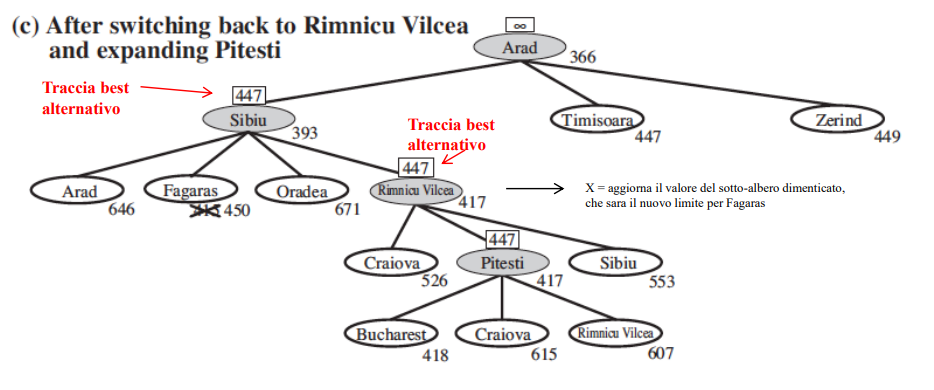 (c) After switching back to Rimnicu Vilcea
and expanding Pitesti
∞
Arad
366
Traccia best
alternativo
447
Sibiu
393
Timisoara
447
Zerind
449
Traccia best
alternativo
447
Arad
646
Fagaras
413 450
Oradea
671
Rimnicu Vilcea
417
X = aggiorna il valore del sotto-albero dimenticato,
che sara il nuovo limite per Fagaras
447
Craiova
526
Pitesti
417
Sibiu
553
Bucharest
418
Craiova
615
Rimnicu Vilcea
607